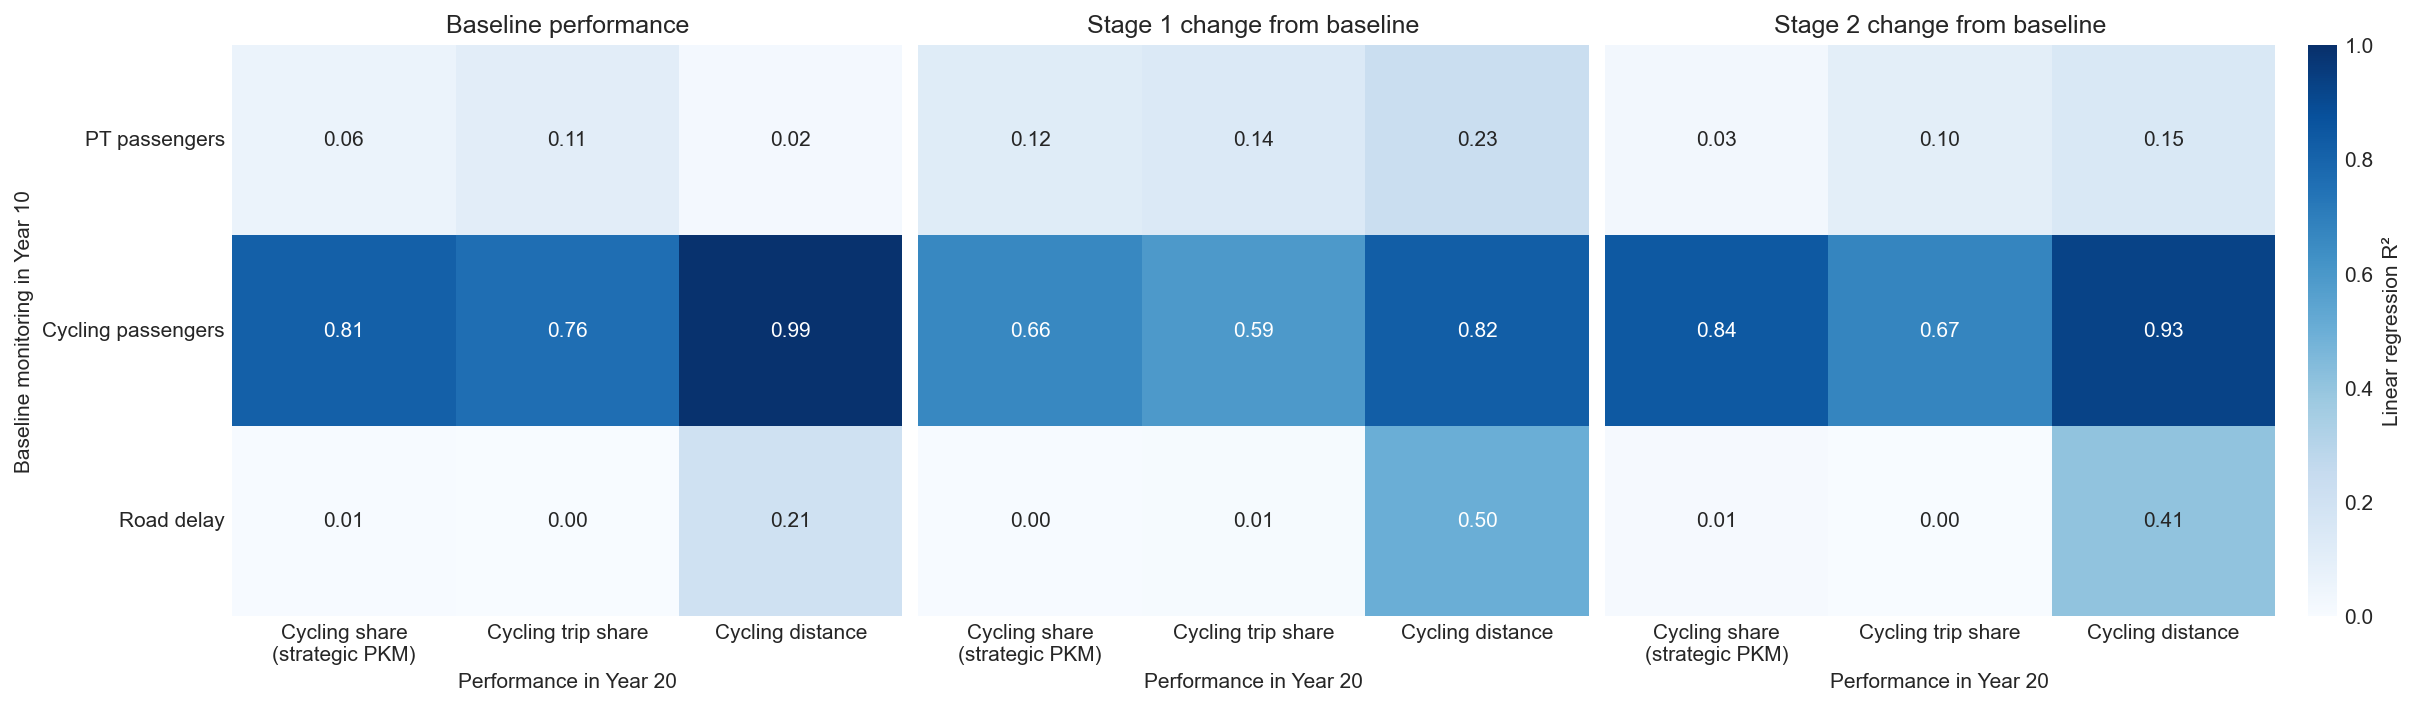 Baseline performance
Stage 1 change from baseline
Stage 2 change from baseline
Baseline monitoring in Year 10
PT passengers
0.06 0.11 0.02
0.12 0.14 0.23
0.03 0.10 0.15
Cycling passengers
0.81 0.76 0.99
0.66 0.59 0.82
0.84 0.67 0.93
Road delay
0.01 0.00 0.21
0.00 0.01 0.50
0.01 0.00 0.41
Cycling share
(strategic PKM)
Cycling trip share
Cycling distance
Performance in Year 20
Cycling share
(strategic PKM)
Cycling trip share
Cycling distance
Performance in Year 20
Cycling share
(strategic PKM)
Cycling trip share
Cycling distance
Performance in Year 20
1.0
0.8
0.6
0.4
0.2
0.0
Linear regression R²